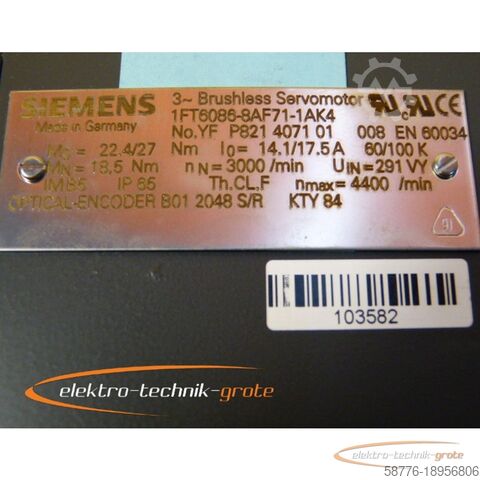 SIEMENS 3~ Brushless Servomotor
Made in Germany 1FT6086-8AF71-1AK4
No.YF P821 4071 01 008 EN 60034
M0 = 22,4/27 Nm I0 = 14.1/17.5 A 60/100 K
MN = 18,5 Nm nN = 3000 /min UIN = 291 VY
IM B5 IP 65 Th.CL,F nmax= 4400 /min
OPTICAL-ENCODER B01 2048 S/R KTY 84
91
103582
elektro-technik-grote
elektro-technik-grote
58776-18956806